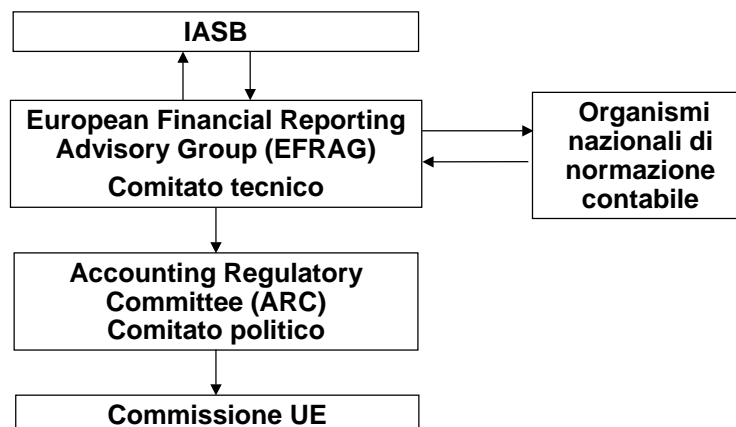 IASB
European Financial Reporting
Advisory Group (EFRAG)
Comitato tecnico
Organismi
nazionali di
normazione
contabile
Accounting Regulatory
Committee (ARC)
Comitato politico
Commissione UE